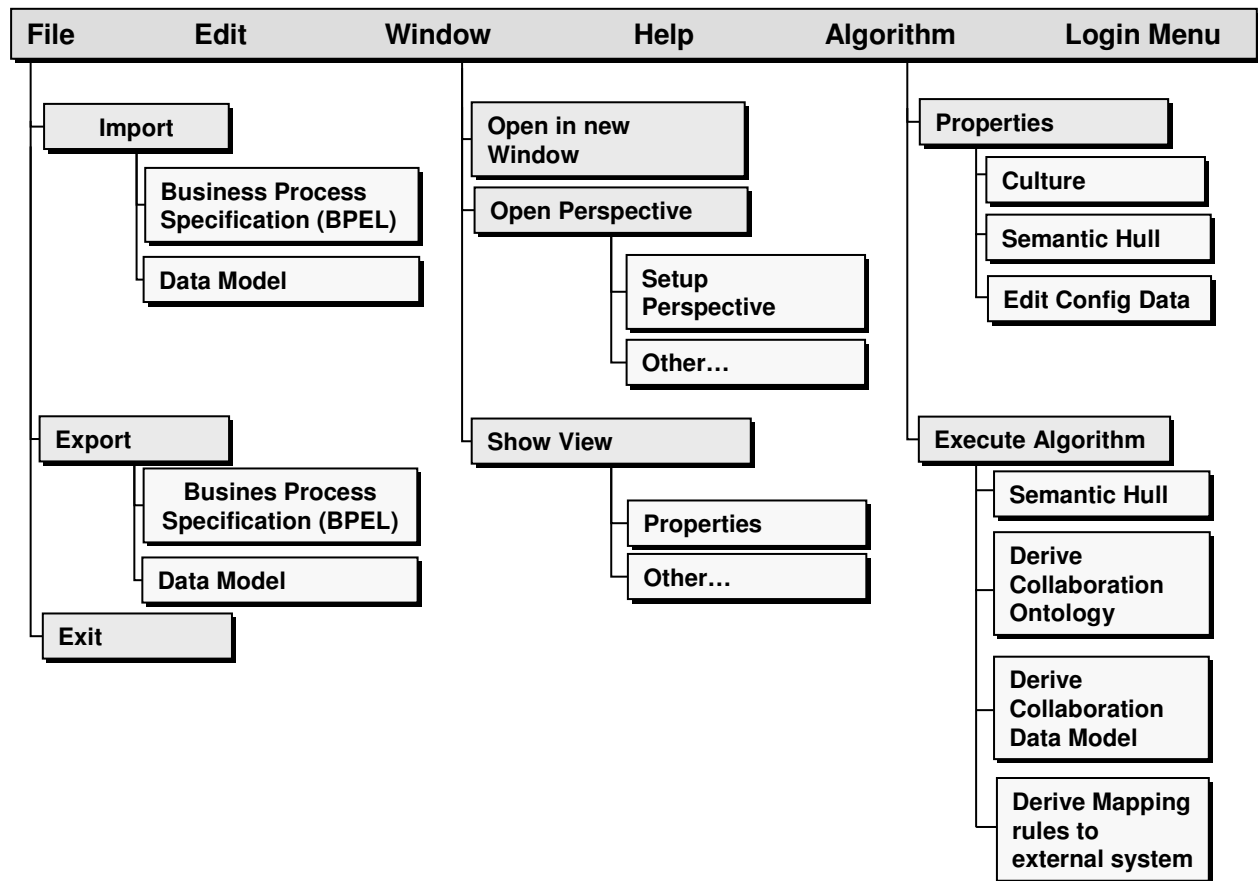 File Edit Window Help Algorithm Login Menu
Import
Business Process
Specification (BPEL)
Data Model
Export
Busines Process
Specification (BPEL)
Data Model
Exit
Open in new
Window
Open Perspective
Setup
Perspective
Other…
Show View
Properties
Other…
Properties
Culture
Semantic Hull
Edit Config Data
Execute Algorithm
Semantic Hull
Derive
Collaboration
Ontology
Derive
Collaboration
Data Model
Derive Mapping
rules to
external system